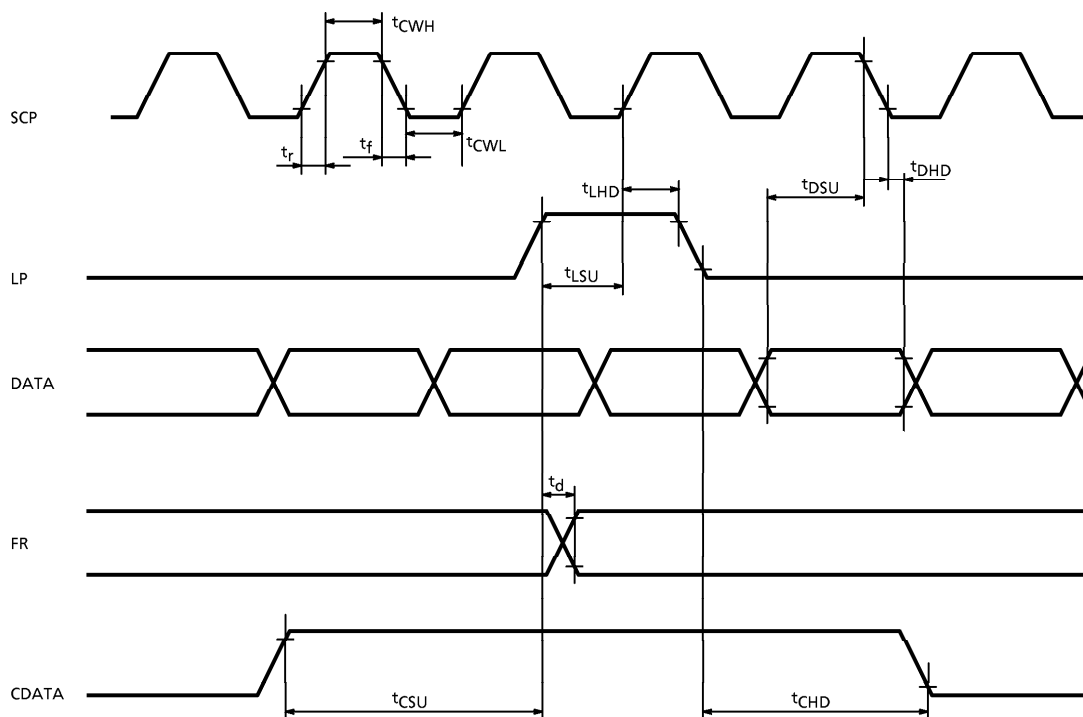 tCWH
SCP
tr
tf
tCWL
tLHD
tDSU
tDHD
LP
tLSU
DATA
td
FR
CDATA
tCSU
tCHD